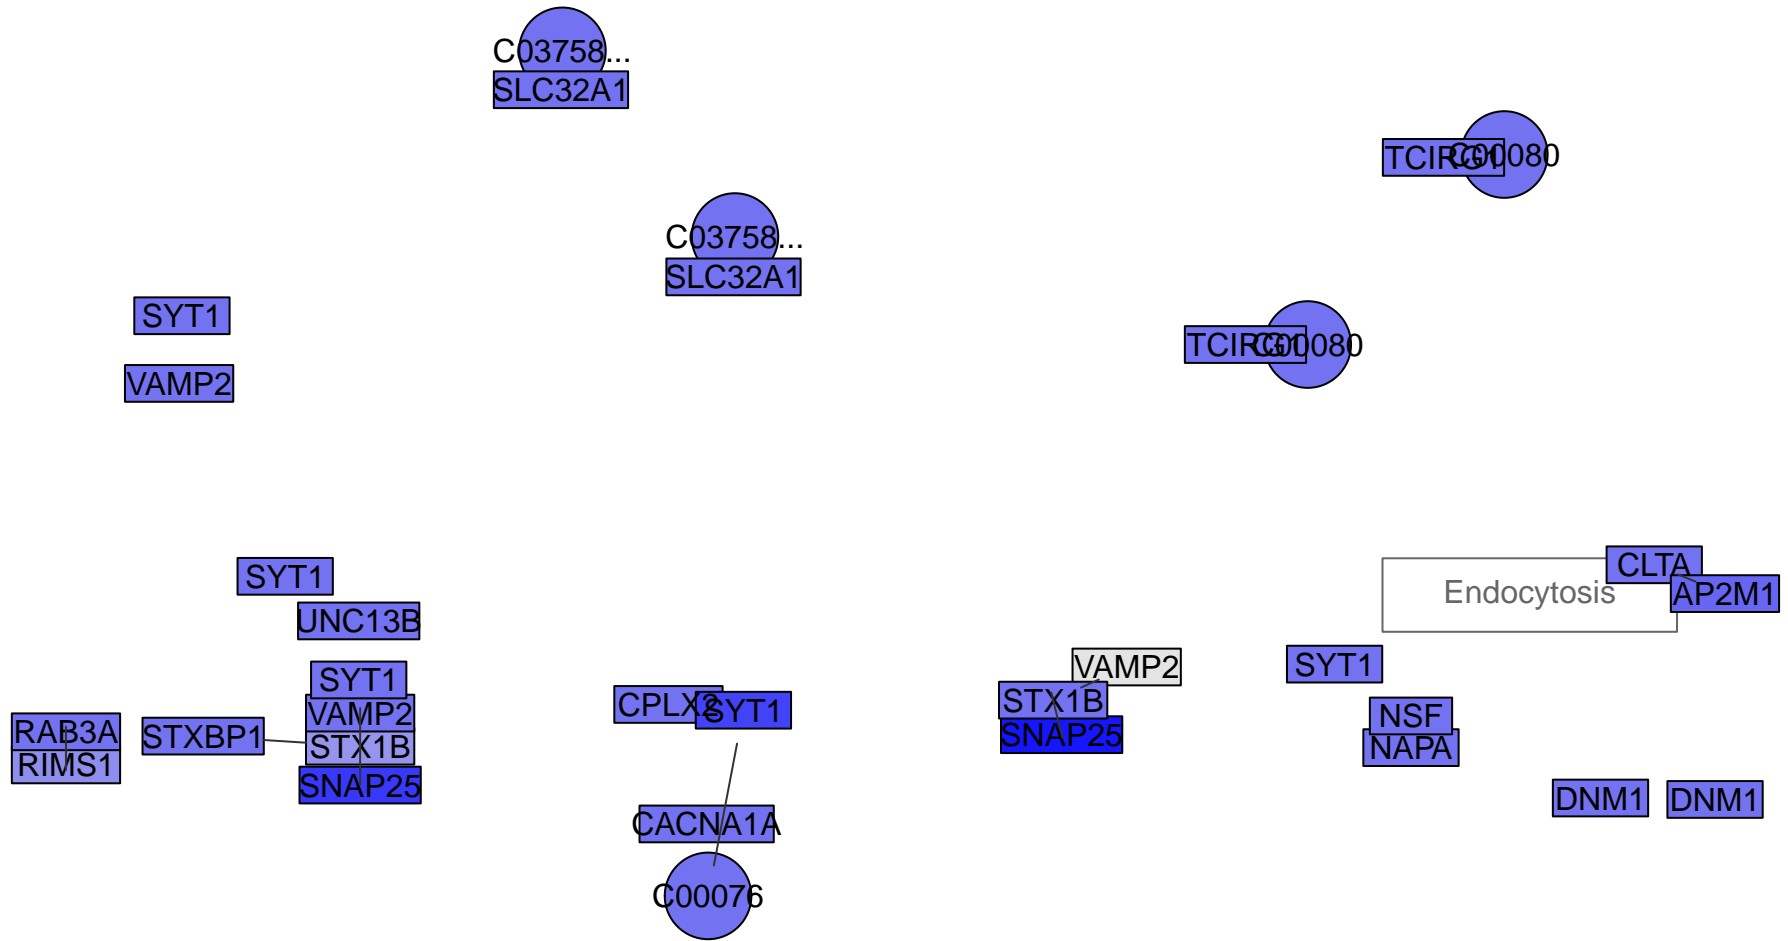 C03758...
SLC32A1
TCIRG1
C00080
C03758...
SLC32A1
SYT1
TCIRG1
C00080
VAMP2
SYT1
UNC13B
CLTA
Endocytosis
AP2M1
SYT1
VAMP2
STX1B
SNAP25
RAB3A
RIMS1
STXBP1
CPLX2
SYT1
VAMP2
STX1B
SNAP25
SYT1
NSF
NAPA
DNM1
DNM1
CACNA1A
C00076